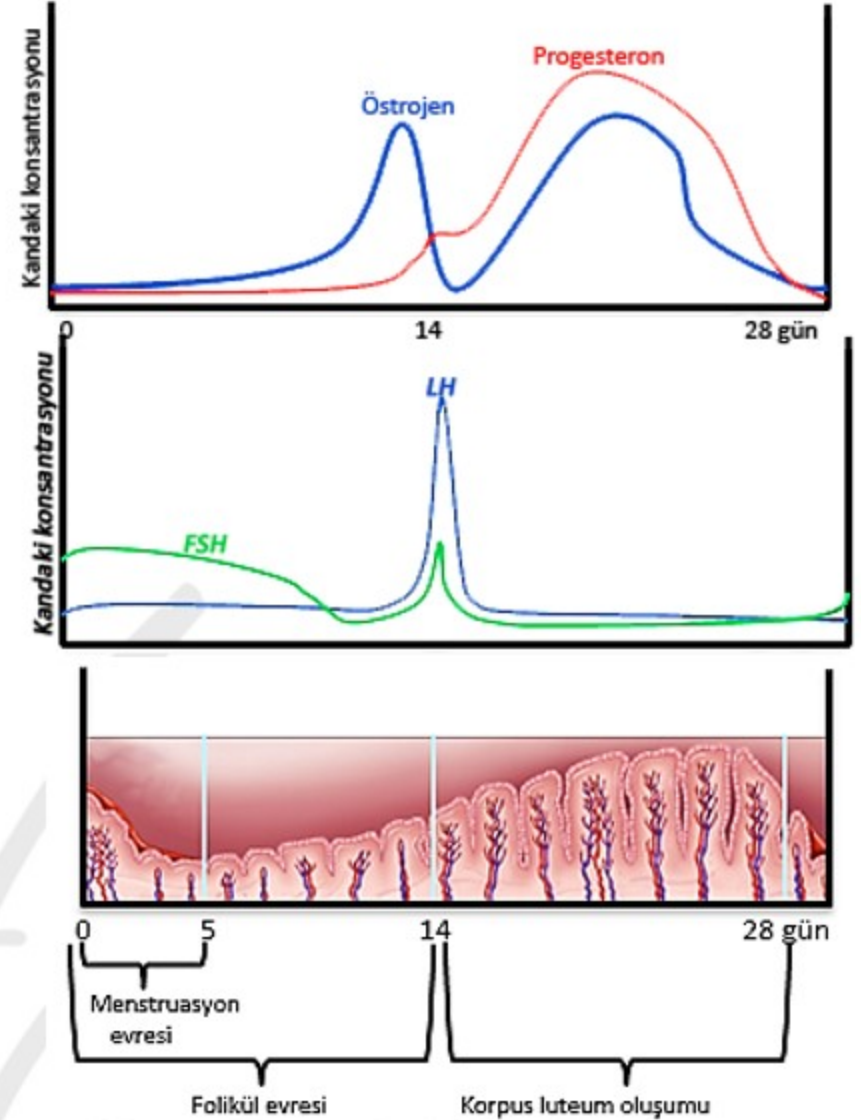 Kandaki konsantrasyonu
Progesteron
Östrojen
0
14
28 gün
Kandaki konsantrasyonu
LH
FSH
0
5
14
28 gün
Menstruasyon
evresi
Folikül evresi
Korpus luteum oluşumu